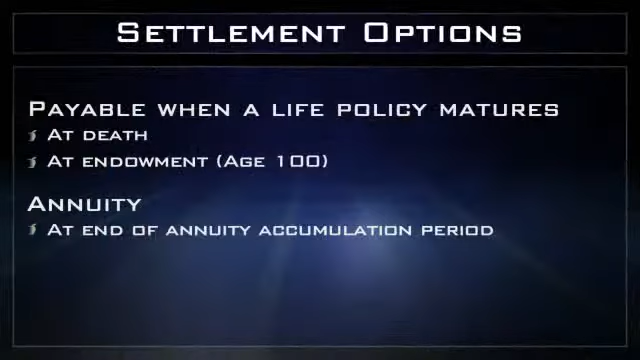 Settlement Options
Payable when a life policy matures
At death
At endowment (Age 100)
Annuity
At end of annuity accumulation period